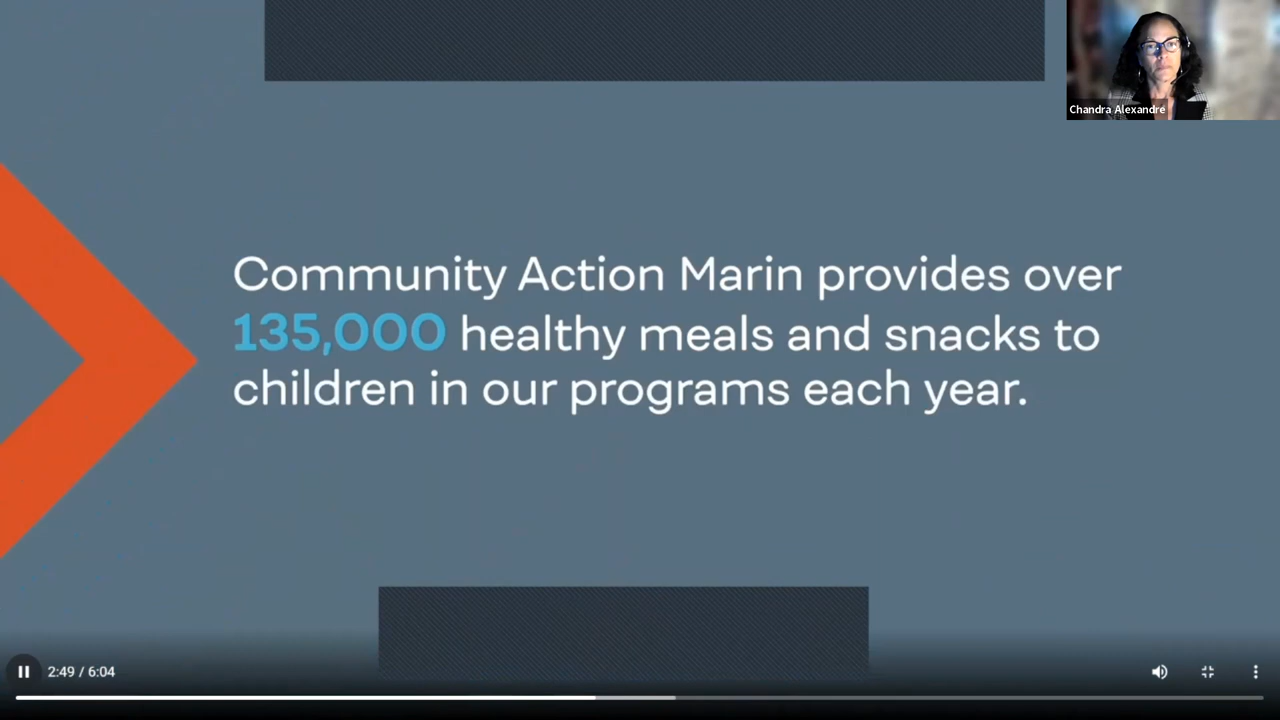 Chandra Alexandre
Community Action Marin provides over
135,000 healthy meals and snacks to
children in our programs each year.
2:49 / 6:04